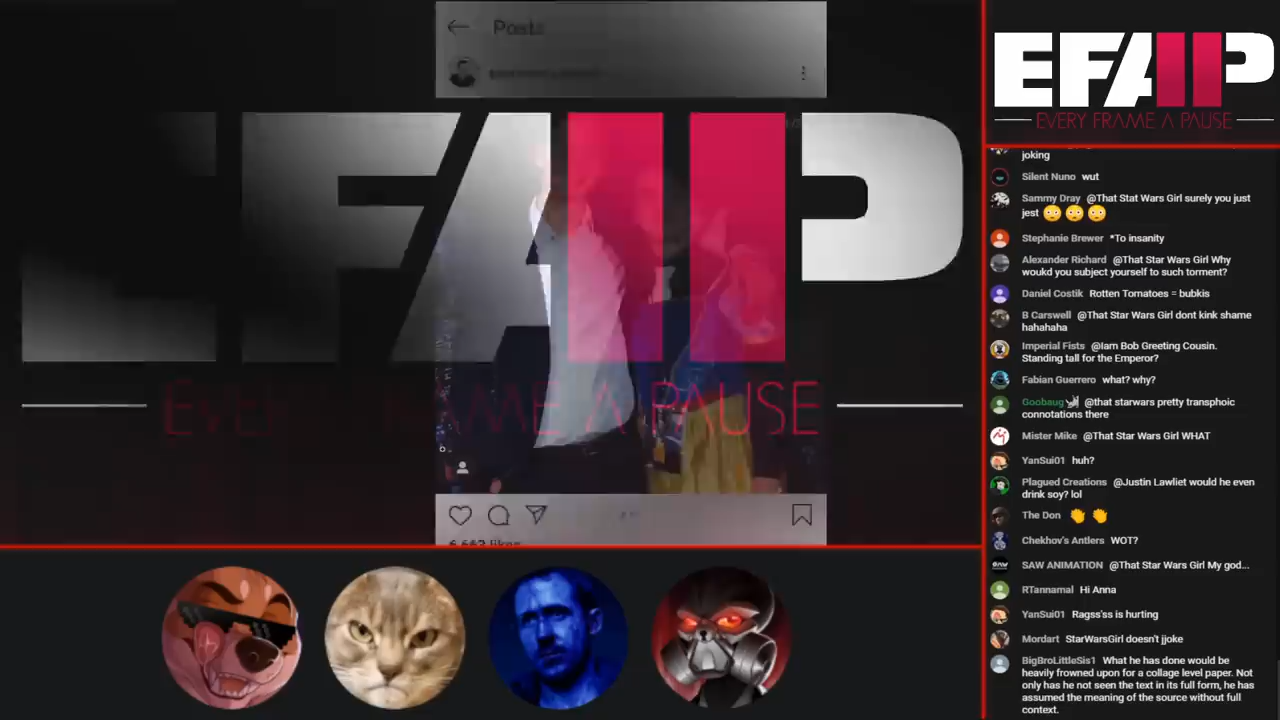 Posts
EFAP
EVERY FRAME A PAUSE
6,663 likes
EFAP
EVERY FRAME A PAUSE
joking
Silent Nuno wut
Sammy Dray @That Stat Wars Girl surely you just
jest 😳 😳 😳
Stephanie Brewer *To insanity
Alexander Richard @That Star Wars Girl Why
woukd you subject yourself to such torment?
Daniel Costik Rotten Tornatoes = bubkis
B Carswell @That Star Wars Girl dont kink shame
hahahaha
Imperial Fists @Iam Bob Greeting Cousin.
Standing tall for the Emperor?
Fabian Guerrero what? why?
Goobaug @that starwars pretty transphoic
connotations there
Mister Mike @That Star Wars Girl WHAT
YanSui01 huh?
Plagued Creations @Justin Lawliet would he even
drink soy? lol
The Don 👏 👏
Chekhov's Antlers WOT?
SAW ANIMATION @That Star Wars Girl My god...
RTannamal Hi Anna
YanSui01 Ragss'ss is hurting
Mordart StarWarsGirl doesn't jjoke
BigBroLittleSis1 What he has done would be
heavily frowned upon for a collage level paper. Not
only has he not seen the text in its full form, he has
assumed the meaning of the source without full
context.